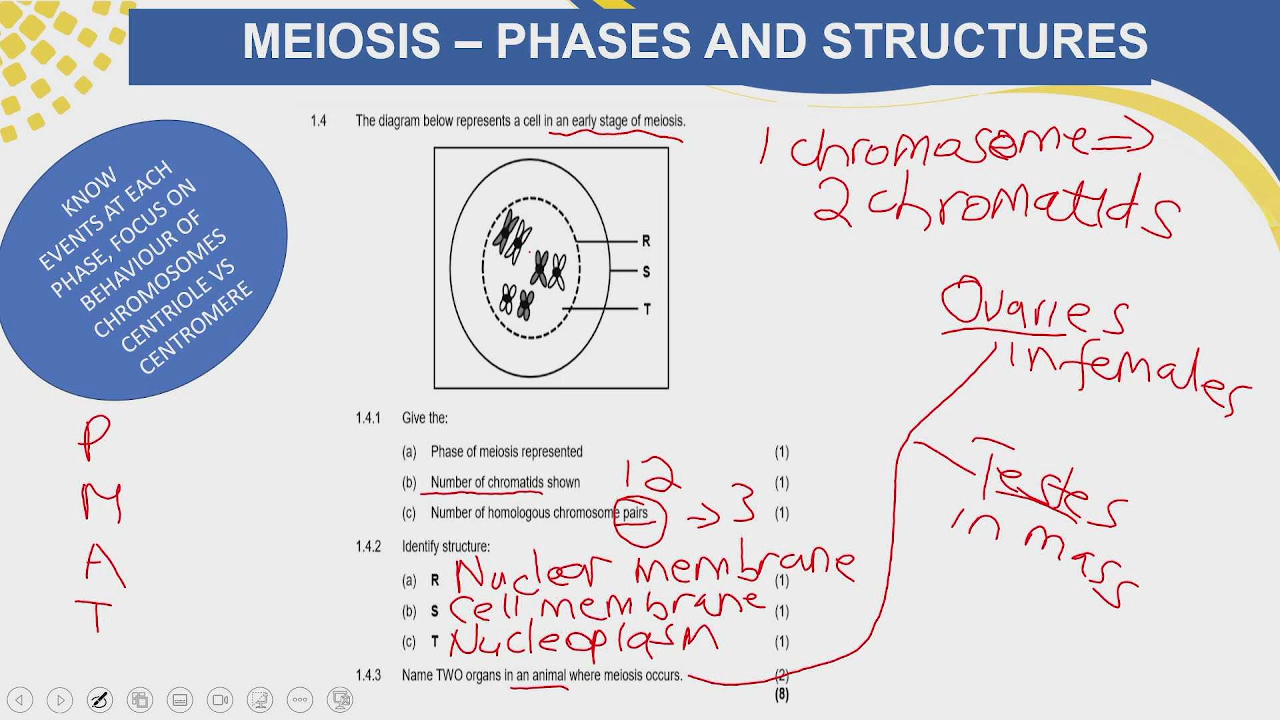 MEIOSIS – PHASES AND STRUCTURES
KNOW
EVENTS AT EACH
PHASE, FOCUS ON
BEHAVIOUR OF
CHROMOSOMES
CENTRIOLE VS
CENTROMERE
P
M
A
T
1.4 The diagram below represents a cell in an early stage of meiosis.
R
S
T
1 chromosome =>
2 chromatids
Ovaries
in females
Testes
in mass
1.4.1 Give the:
(a) Phase of meiosis represented (1)
(b) Number of chromatids shown 12 (1)
(c) Number of homologous chromosome pairs => 3 (1)
1.4.2 Identify structure:
(a) R Nuclear membrane (1)
(b) S Cell membrane (1)
(c) T Nucleoplasm (1)
1.4.3 Name TWO organs in an animal where meiosis occurs. (2)
(8)